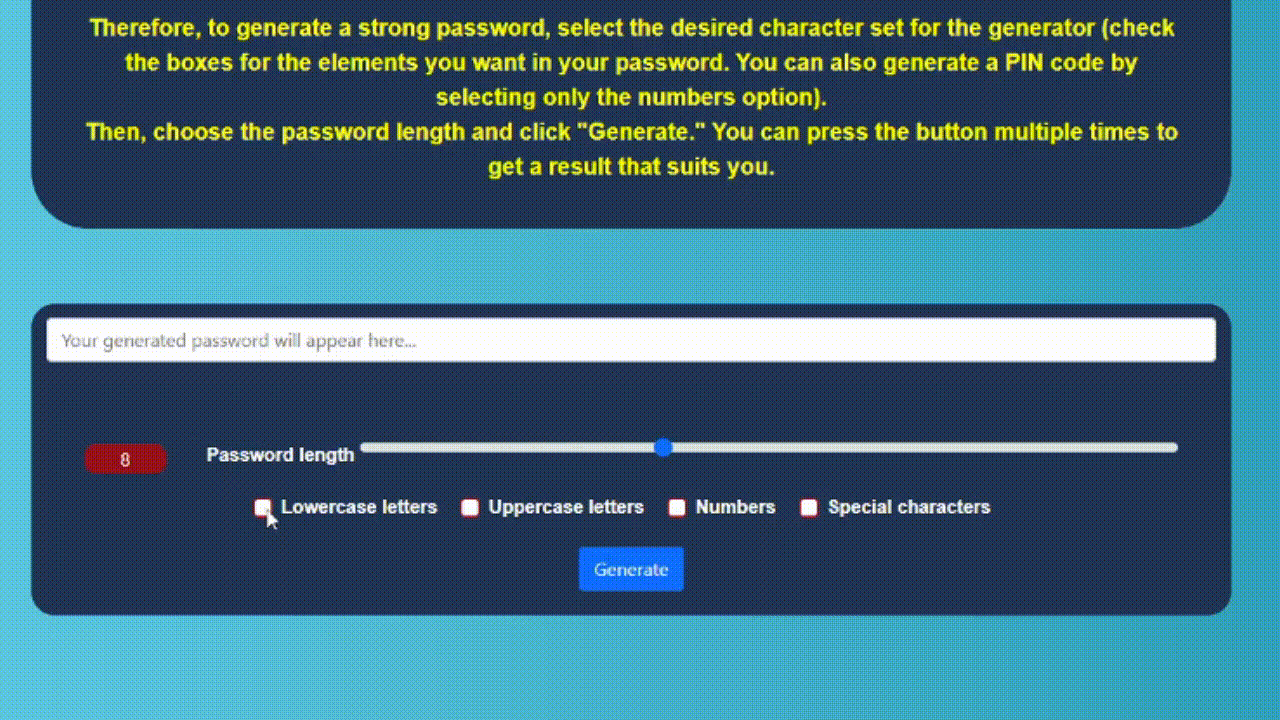 Therefore, to generate a strong password, select the desired character set for the generator (check
the boxes for the elements you want in your password. You can also generate a PIN code by
selecting only the numbers option).
Then, choose the password length and click "Generate." You can press the button multiple times to
get a result that suits you.
Your generated password will appear here...
8 Password length
Lowercase letters Uppercase letters Numbers Special characters
Generate